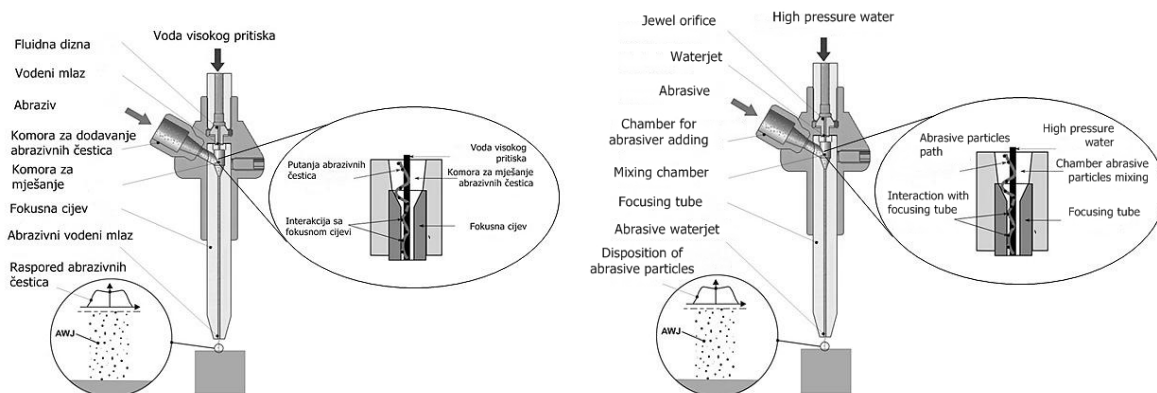 Voda visokog pritiska
Fluidna dizna
Vodeni mlaz
Abraziv
Komora za dodavanje
abrazivnih čestica
Komora za
mješanje
Fokusna cijev
Abrazivni vodeni mlaz
Raspored abrazivnih
čestica
AWJ
Putanja abrazivnih
čestica
Voda visokog
pritiska
Komora za mješanje
abrazivnih čestica
Interakcija sa
fokusnom cijevi
Fokusna cijev
High pressure water
Jewel orifice
Waterjet
Abrasive
Chamber for
abrasiver adding
Mixing chamber
Focusing tube
Abrasive waterjet
Disposition of
abrasive particles
AWJ
Abrasive particles
path
High pressure
water
Chamber abrasive
particles mixing
Interaction with
focusing tube
Focusing tube